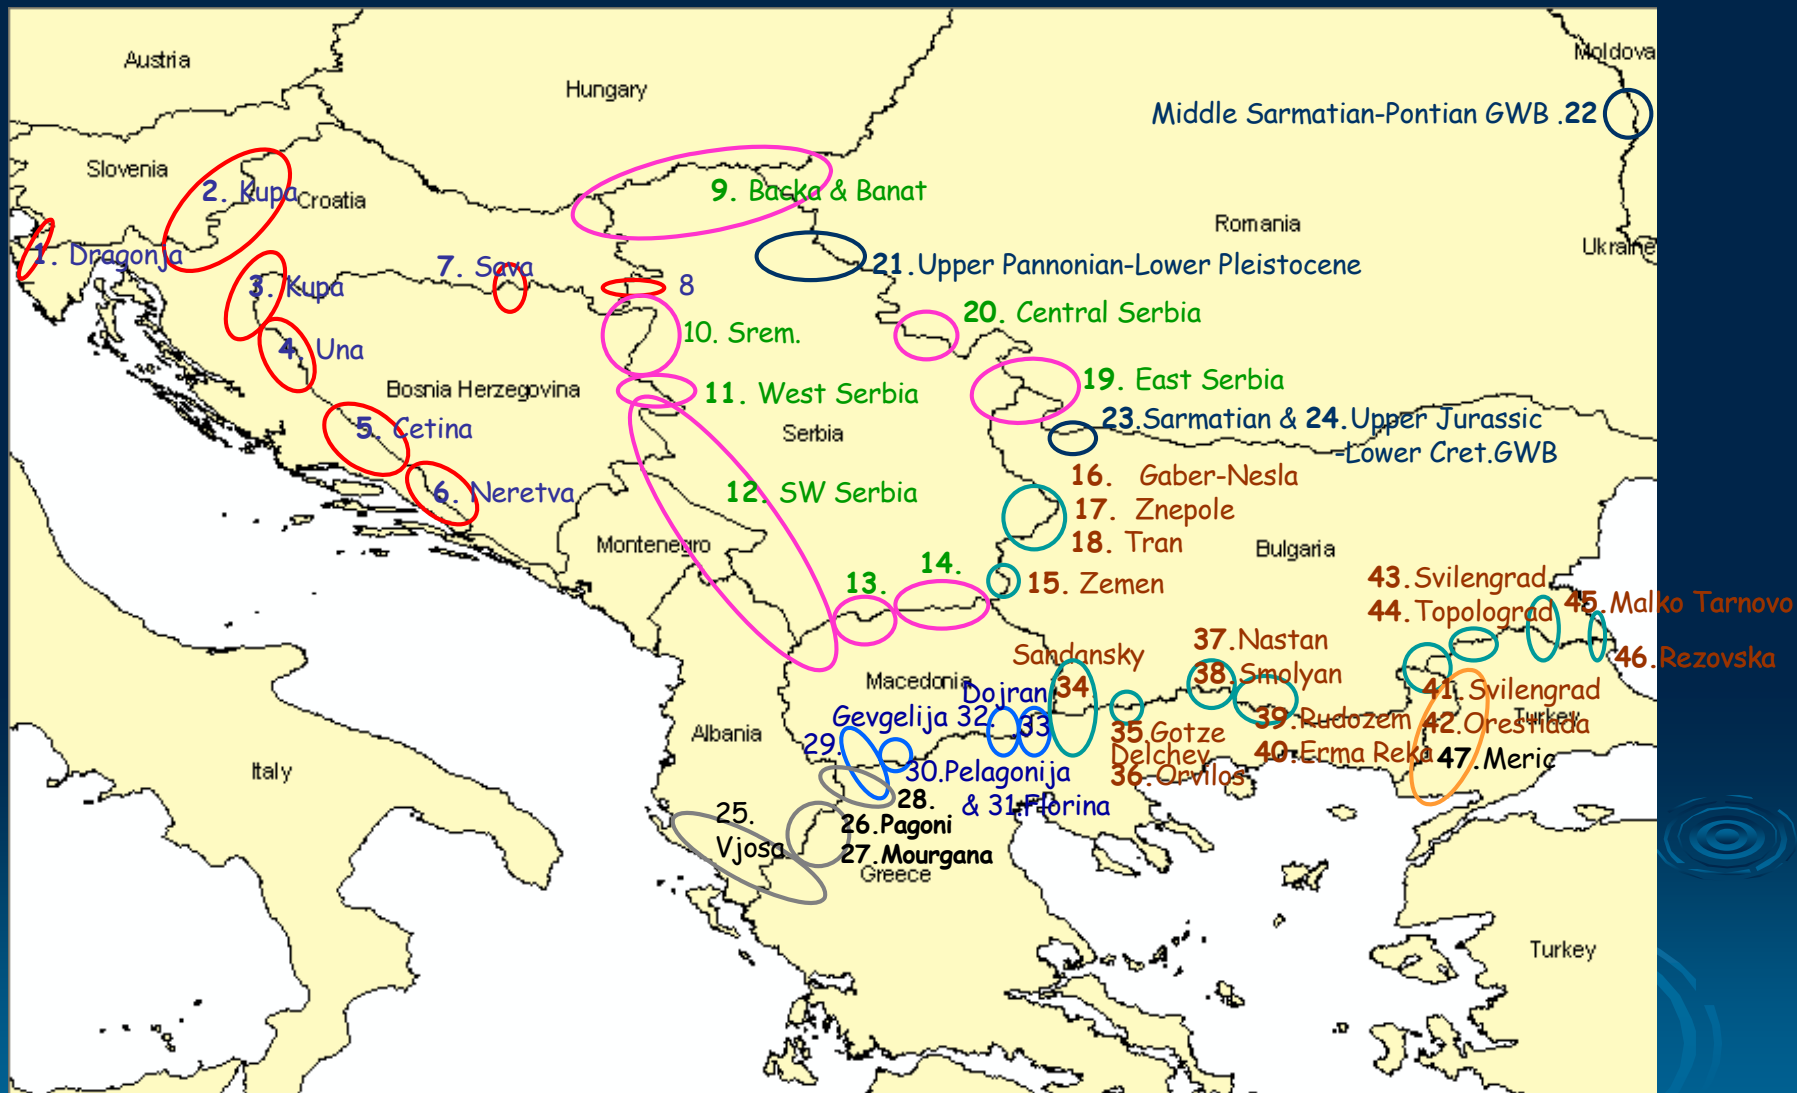 Austria
Hungary
Moldova
Middle Sarmatian-Pontian GWB .22
Slovenia
2. Kupa
Croatia
9. Backa & Banat
Romania
Ukraine
1. Dragonja
7. Sava
21.Upper Pannonian-Lower Pleistocene
3. Kupa
8
20. Central Serbia
10. Srem.
4. Una
Bosnia Herzegovina
11. West Serbia
19. East Serbia
5. Cetina
Serbia
23.Sarmatian & 24.Upper Jurassic
-Lower Cret.GWB
6. Neretva
12. SW Serbia
16. Gaber-Nesla
17. Znepole
18. Tran
Montenegro
Bulgaria
14.
13.
15. Zemen
43.Svilengrad
44.Topolograd
45.Malko Tarnovo
37.Nastan
38.Smolyan
Sandansky
34.
46.Rezovska
Macedonia
Dojran
41.Svilengrad
Gevgelija 32.
33
42.Orestiada
Turkey
Albania
29.
35.Gotze
Delchev
36.Orvilos
39.Rudozem
40.Erma Reka
47.Meric
Italy
30.Pelagonija
& 31.Florina
28.
25.
Vjosa
26.Pagoni
27.Mourgana
Greece
Turkey